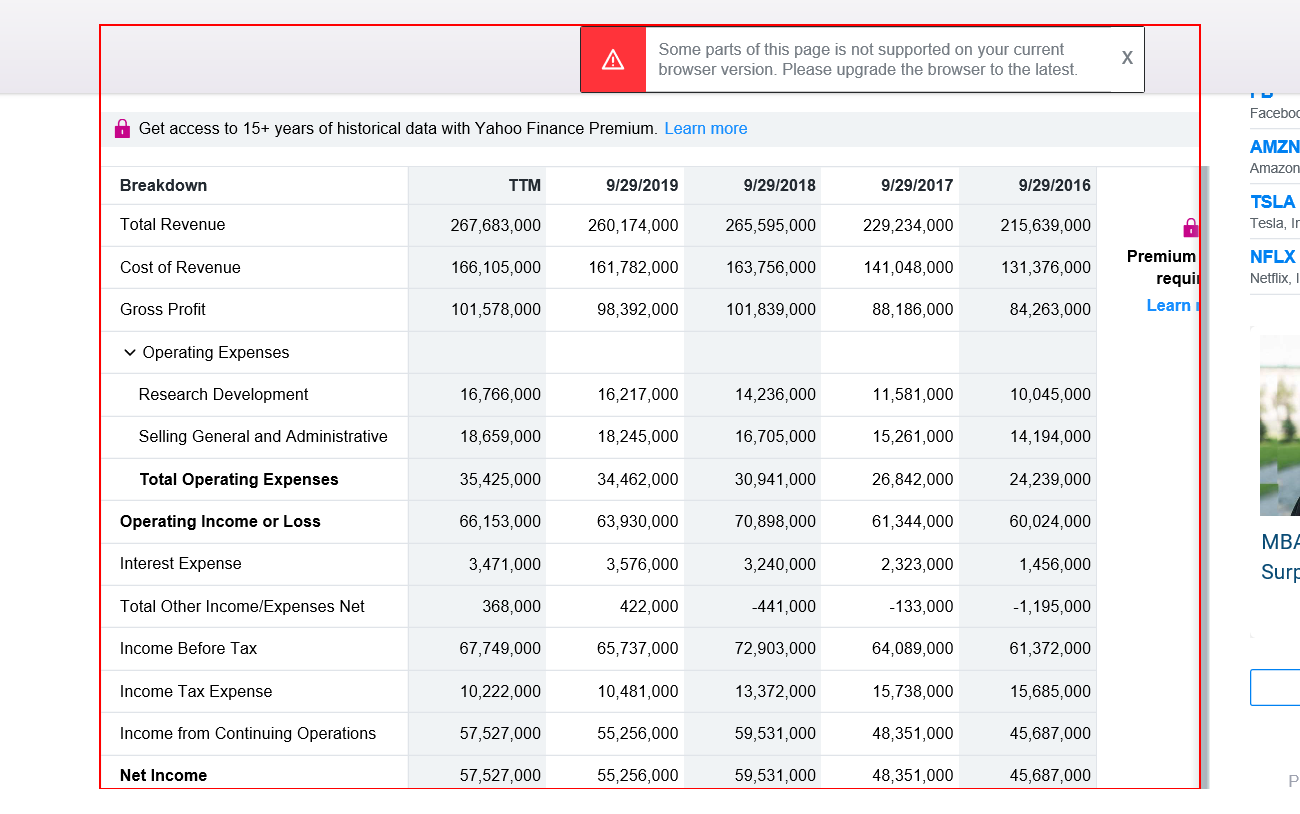 Some parts of this page is not supported on your current
browser version. Please upgrade the browser to the latest.
X
Get access to 15+ years of historical data with Yahoo Finance Premium. Learn more
Breakdown TTM 9/29/2019 9/29/2018 9/29/2017 9/29/2016
Total Revenue 267,683,000 260,174,000 265,595,000 229,234,000 215,639,000
Cost of Revenue 166,105,000 161,782,000 163,756,000 141,048,000 131,376,000
Gross Profit 101,578,000 98,392,000 101,839,000 88,186,000 84,263,000
Operating Expenses
Research Development 16,766,000 16,217,000 14,236,000 11,581,000 10,045,000
Selling General and Administrative 18,659,000 18,245,000 16,705,000 15,261,000 14,194,000
Total Operating Expenses 35,425,000 34,462,000 30,941,000 26,842,000 24,239,000
Operating Income or Loss 66,153,000 63,930,000 70,898,000 61,344,000 60,024,000
Interest Expense 3,471,000 3,576,000 3,240,000 2,323,000 1,456,000
Total Other Income/Expenses Net 368,000 422,000 -441,000 -133,000 -1,195,000
Income Before Tax 67,749,000 65,737,000 72,903,000 64,089,000 61,372,000
Income Tax Expense 10,222,000 10,481,000 13,372,000 15,738,000 15,685,000
Income from Continuing Operations 57,527,000 55,256,000 59,531,000 48,351,000 45,687,000
Net Income 57,527,000 55,256,000 59,531,000 48,351,000 45,687,000
Premium
requi
Learn
Faceboo
AMZN
Amazon
TSLA
Tesla, In
NFLX
Netflix, I
MBA
Surp
P